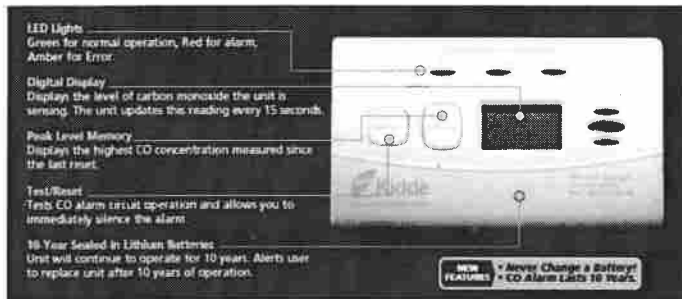 LED Lights
Green for normal operation, Red for alarm,
Amber for Error.
Digital Display
Displays the level of carbon monoxide the unit is
sensing. The unit updates this reading every 15 seconds.
Peak Level Memory
Displays the highest CO concentration measured since
the last reset.
Test/Reset
Tests CO alarm circuit operation and allows you to
immediately silence the alarm
10 Year Sealed in Lithium Batteries
Unit will continue to operate for 10 years. Alerts user
to replace unit after 10 years of operation.
Kidde
NEW FEATURES
• Never Change a Battery!
• CO Alarm Lasts 10 Years.